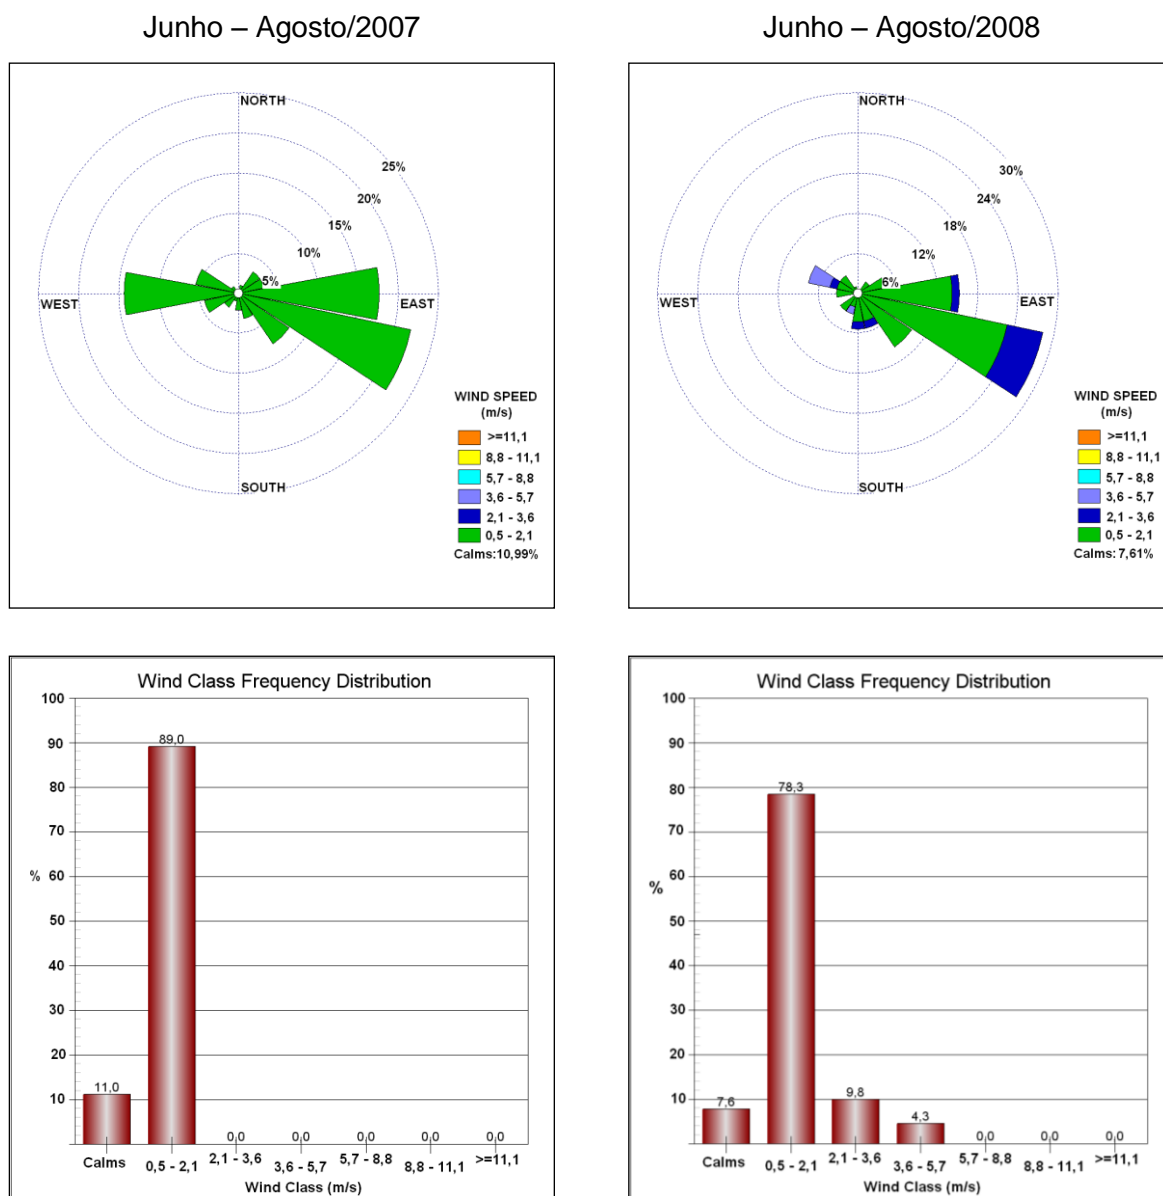 Junho – Agosto/2007
NORTH
25%
20%
15%
10%
5%
WEST
EAST
SOUTH
WIND SPEED
(m/s)
>=11,1
8,8 - 11,1
5,7 - 8,8
3,6 - 5,7
2,1 - 3,6
0,5 - 2,1
Calms:10,99%
Junho – Agosto/2008
NORTH
30%
24%
18%
12%
6%
WEST
EAST
SOUTH
WIND SPEED
(m/s)
>=11,1
8,8 - 11,1
5,7 - 8,8
3,6 - 5,7
2,1 - 3,6
0,5 - 2,1
Calms: 7,61%
Wind Class Frequency Distribution
100
90
80
70
60
50
40
30
20
10
%
11,0
89,0
0,0
0,0
0,0
0,0
0,0
Calms
0,5 - 2,1
2,1 - 3,6
3,6 - 5,7
5,7 - 8,8
8,8 - 11,1
>=11,1
Wind Class (m/s)
Wind Class Frequency Distribution
100
90
80
70
60
50
40
30
20
10
%
7,6
78,3
9,8
4,3
0,0
0,0
0,0
Calms
0,5 - 2,1
2,1 - 3,6
3,6 - 5,7
5,7 - 8,8
8,8 - 11,1
>=11,1
Wind Class (m/s)